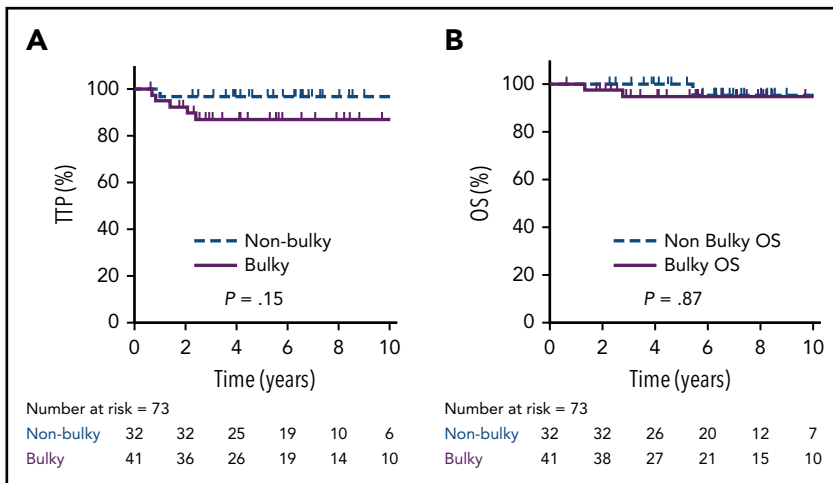 A
TTP (%)
100
80
60
40
20
0
Non-bulky
Bulky
P = .15
0 2 4 6 8 10
Time (years)
Number at risk = 73
Non-bulky 32 32 25 19 10 6
Bulky 41 36 26 19 14 10
B
OS (%)
100
80
60
40
20
0
Non Bulky OS
Bulky OS
P = .87
0 2 4 6 8 10
Time (years)
Number at risk = 73
Non-bulky 32 32 26 20 12 7
Bulky 41 38 27 21 15 10